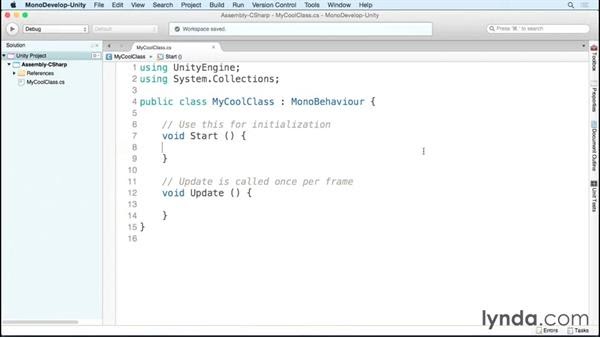 MonoDevelop-Unity File Edit View Search Project Build Run Version Control Tools Window Help
Assembly-CSharp - MyCoolClass.cs - MonoDevelop-Unity
Debug
Workspace saved.
Solution
Unity Project
Assembly-CSharp
References
MyCoolClass.cs
MyCoolClass.cs
MyCoolClass
Start ()
1 using UnityEngine;
2 using System.Collections;
3
4 public class MyCoolClass : MonoBehaviour {
5
6 // Use this for initialization
7 void Start () {
8
9 }
10
11 // Update is called once per frame
12 void Update () {
13
14 }
15 }
16
Toolbox
Properties
Document Outline
Unit Tests
Errors
Tasks
lynda.com